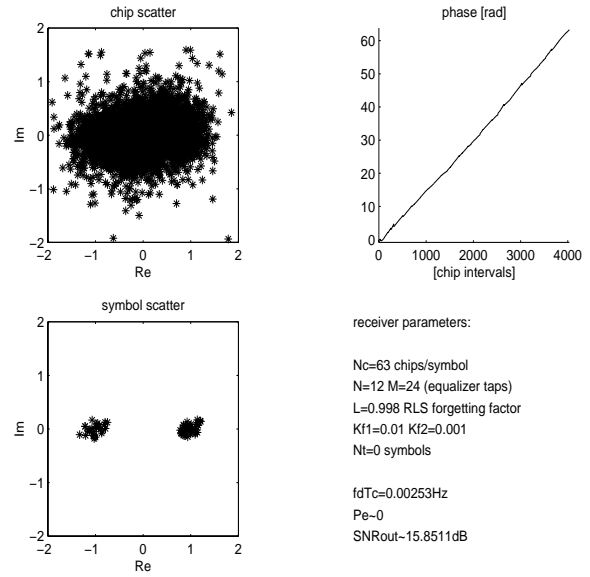 chip scatter
2
1
0
−1
−2
Im
−2 −1 0 1 2
Re
phase [rad]
60
50
40
30
20
10
0
0 1000 2000 3000 4000
[chip intervals]
symbol scatter
2
1
0
−1
−2
Im
−2 −1 0 1 2
Re
receiver parameters:
Nc=63 chips/symbol
N=12 M=24 (equalizer taps)
L=0.998 RLS forgetting factor
Kf1=0.01 Kf2=0.001
Nt=0 symbols
fdTc=0.00253Hz
Pe~0
SNRout~15.8511dB